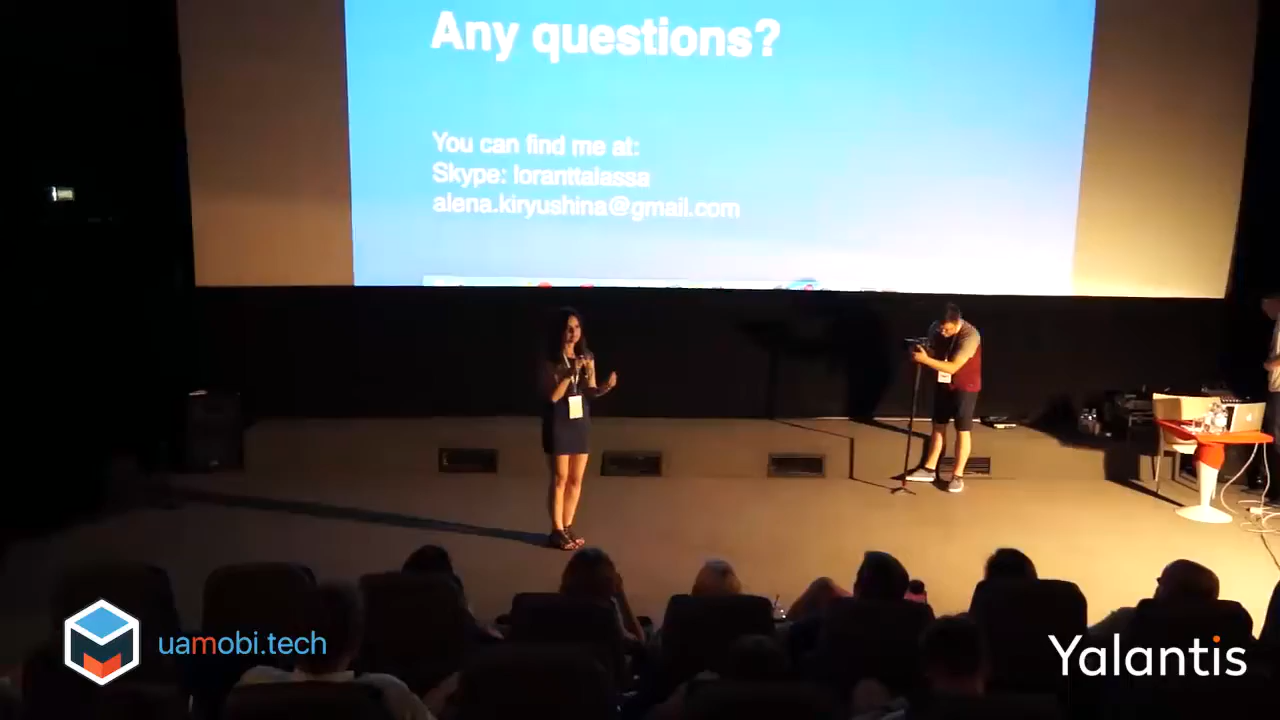 Any questions?
You can find me at:
Skype: loranttalassa
alena.kiryushina@gmail.com
uamobi.tech
Yalantis